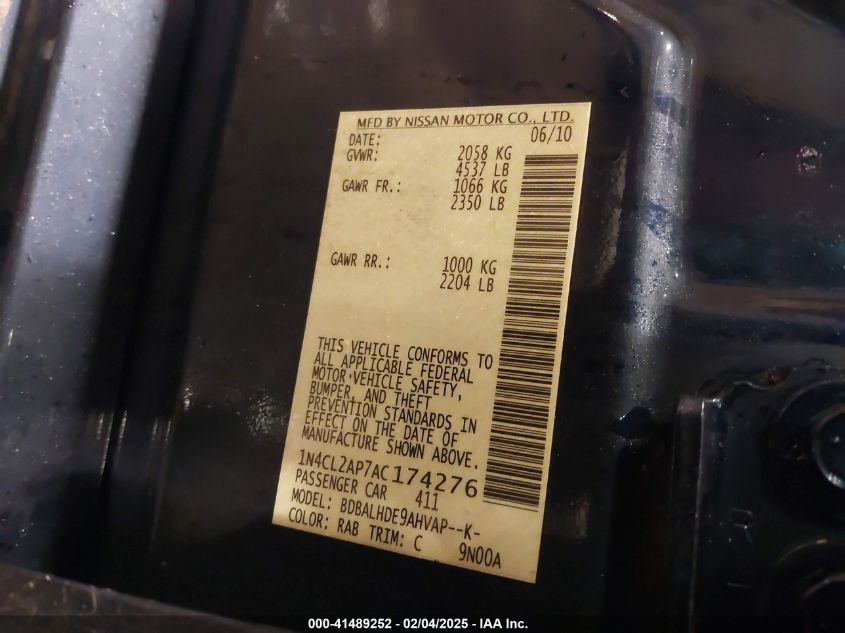 MFD BY NISSAN MOTOR CO., LTD.
DATE: 06/10
GVWR: 2058 KG
4537 LB
GAWR FR.: 1066 KG
2350 LB
GAWR RR.: 1000 KG
2204 LB
THIS VEHICLE CONFORMS TO
ALL APPLICABLE FEDERAL
MOTOR VEHICLE SAFETY,
BUMPER, AND THEFT
PREVENTION STANDARDS IN
EFFECT ON THE DATE OF
MANUFACTURE SHOWN ABOVE.
1N4CL2AP7AC174276
PASSENGER CAR 411
MODEL: BDBALHDE9AHVAP--K-
COLOR: RAB TRIM: C 9N00A
000-41489252 - 02/04/2025 - IAA Inc.